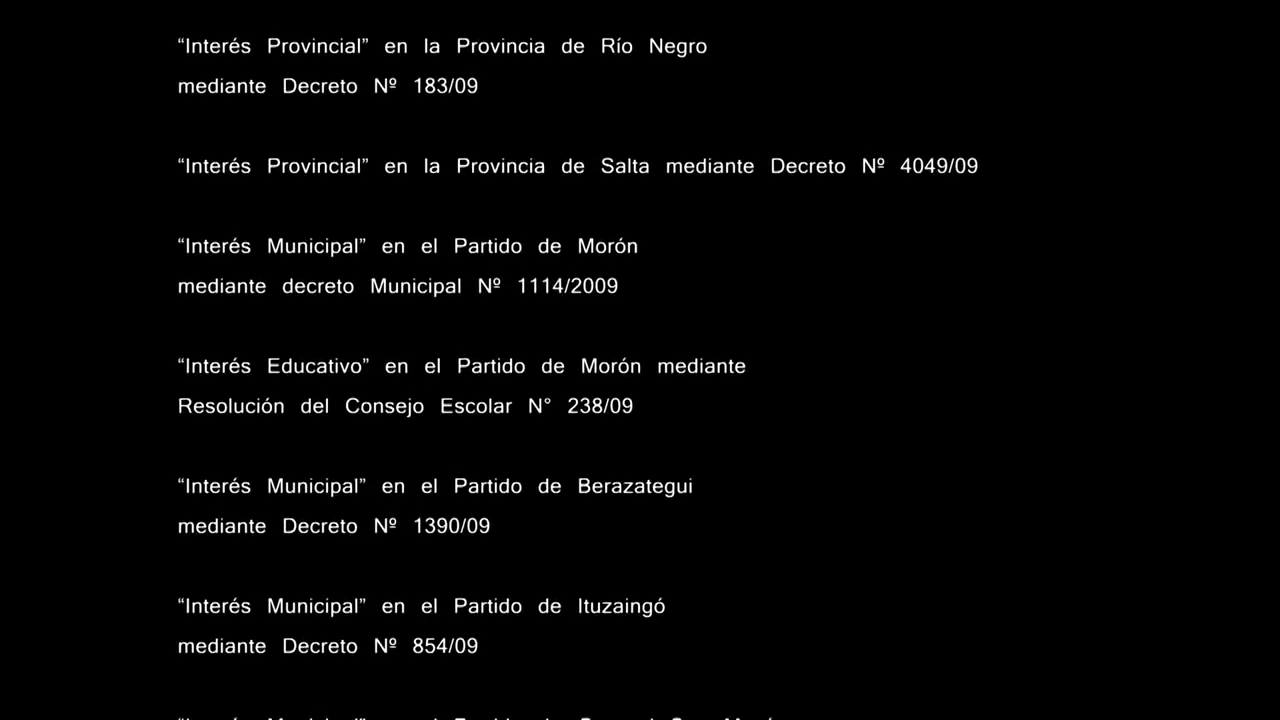 “Interés Provincial” en la Provincia de Río Negro
mediante Decreto Nº 183/09
“Interés Provincial” en la Provincia de Salta mediante Decreto Nº 4049/09
“Interés Municipal” en el Partido de Morón
mediante decreto Municipal Nº 1114/2009
“Interés Educativo” en el Partido de Morón mediante
Resolución del Consejo Escolar N° 238/09
“Interés Municipal” en el Partido de Berazategui
mediante Decreto Nº 1390/09
“Interés Municipal” en el Partido de Ituzaingó
mediante Decreto Nº 854/09